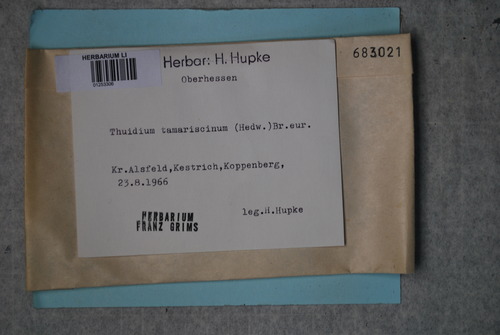 HERBARIUM LI
Herbar: H. Hupke
683021
Oberhessen
Thuidium tamariscinum (Hedw.)Br.eur.
Kr.Alsfeld,Kestrich,Koppenberg,
23.8.1966
HERBARIUM
FRANZ GRIMS
leg.H.Hupke